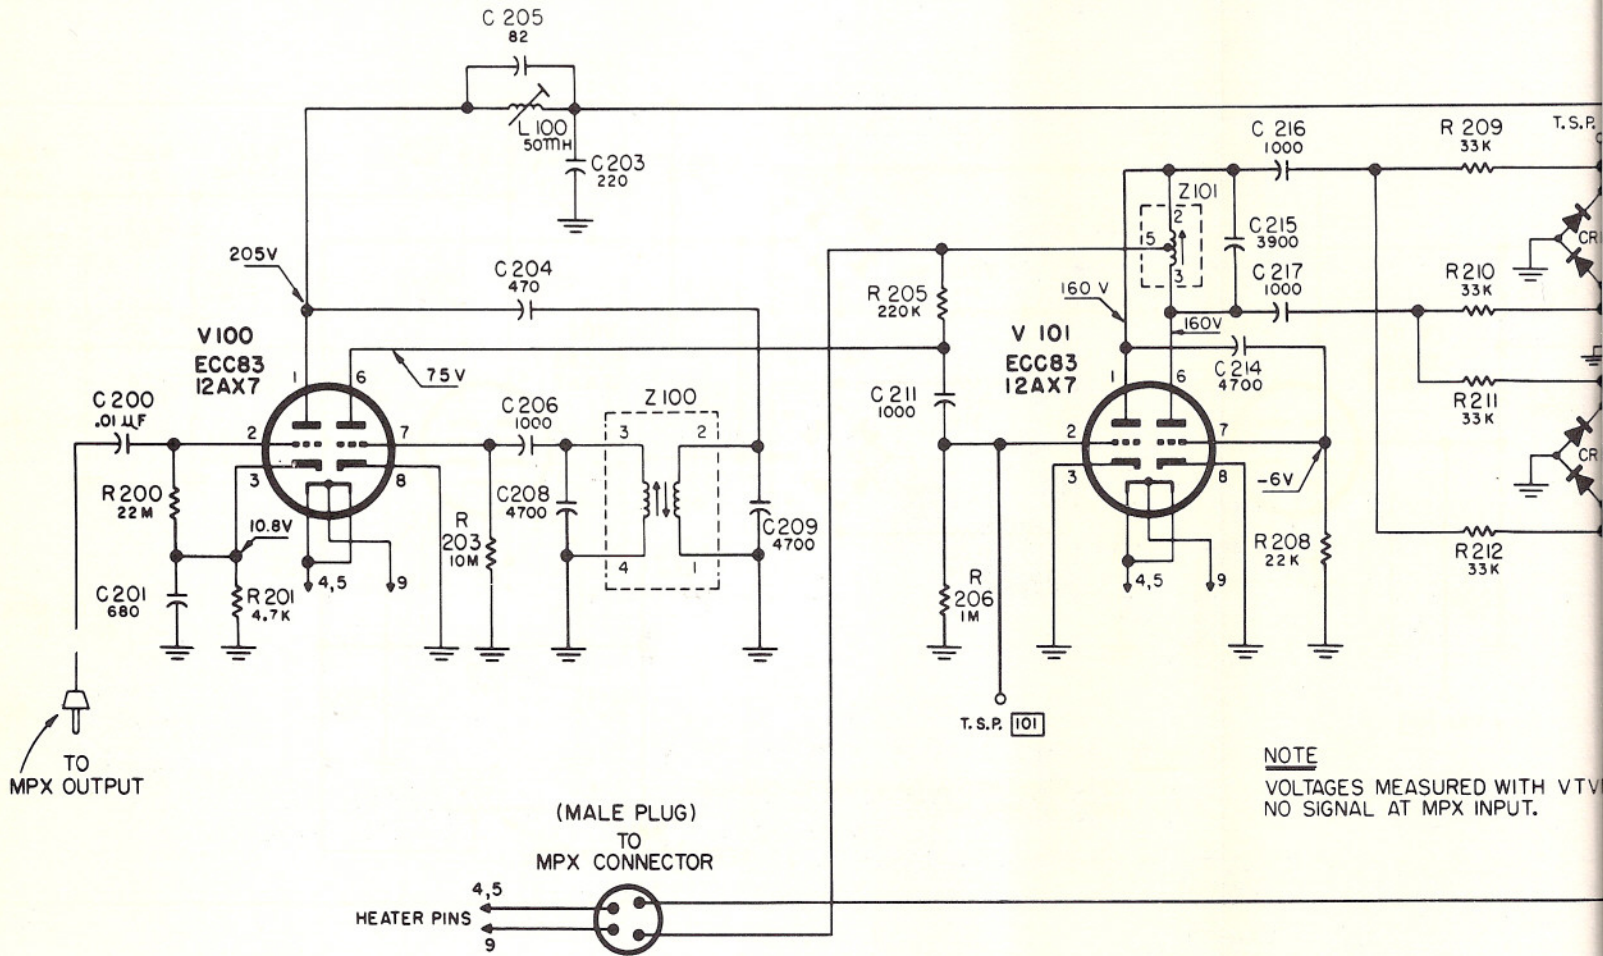 C 205
82
L 100
50mH
C 203
220
205V
C 204
470
V100
ECC83
12AX7
1
6
75V
C 200
.01 µF
2
3
7
8
R 200
22M
10.8V
C 201
680
R 201
4.7K
4,5
9
R
203
10M
C 206
1000
C 208
4700
Z 100
3
2
4
1
C 209
4700
TO
MPX OUTPUT
R 205
220K
C 211
1000
R
206
1M
T.S.P. 101
160 V
V 101
ECC83
12AX7
1
6
2
3
7
8
4,5
9
Z 101
2
5
3
160V
C 215
3900
C 216
1000
C 217
1000
C 214
4700
-6V
R 208
22K
R 209
33K
R 210
33K
R 211
33K
R 212
33K
T.S.P.
NOTE
VOLTAGES MEASURED WITH
NO SIGNAL AT MPX INPUT.
(MALE PLUG)
TO
MPX CONNECTOR
4,5
HEATER PINS
9